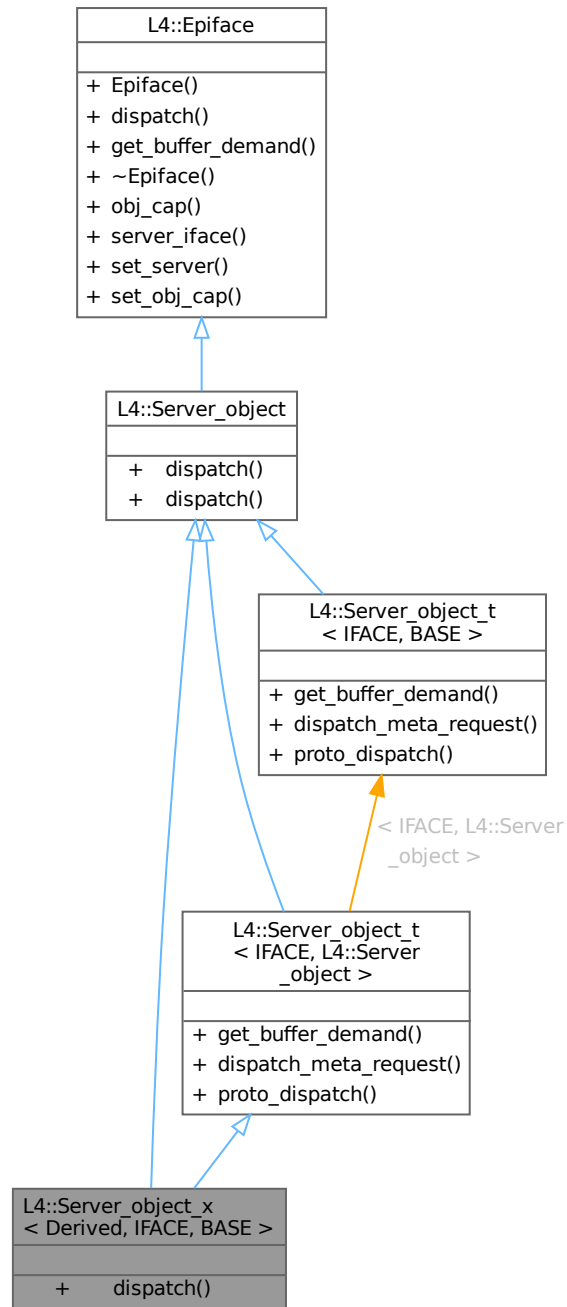 L4::Epiface
+ Epiface()
+ dispatch()
+ get_buffer_demand()
+ ~Epiface()
+ obj_cap()
+ server_iface()
+ set_server()
+ set_obj_cap()
L4::Server_object
+ dispatch()
+ dispatch()
L4::Server_object_t
< IFACE, BASE >
+ get_buffer_demand()
+ dispatch_meta_request()
+ proto_dispatch()
< IFACE, L4::Server
_object >
L4::Server_object_t
< IFACE, L4::Server
_object >
+ get_buffer_demand()
+ dispatch_meta_request()
+ proto_dispatch()
L4::Server_object_x
< Derived, IFACE, BASE >
+ dispatch()